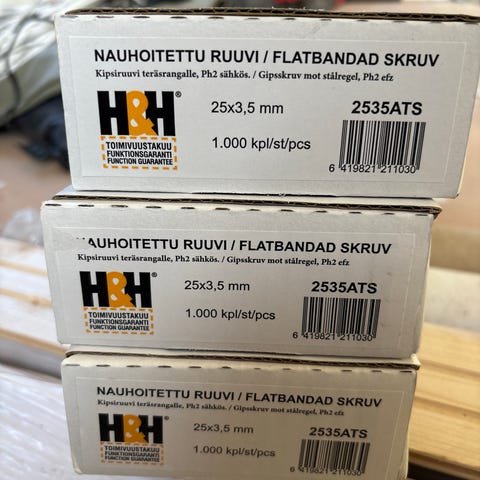 NAUHOITETTU RUUVI / FLATBANDAD SKRUV
Kipsiruuvi teräsrangalle, Ph2 sähkös. / Gipsskruv mot stålregel, Ph2 efz
H&H®
25x3,5 mm
2535ATS
TOIMIVUUSTAKUU
FUNKTIONSGARANTI
FUNCTION GUARANTEE
1.000 kpl/st/pcs
6 419821 211030
NAUHOITETTU RUUVI / FLATBANDAD SKRUV
Kipsiruuvi teräsrangalle, Ph2 sähkös. / Gipsskruv mot stålregel, Ph2 efz
H&H®
25x3,5 mm
2535ATS
TOIMIVUUSTAKUU
FUNKTIONSGARANTI
FUNCTION GUARANTEE
1.000 kpl/st/pcs
6 419821 211030
NAUHOITETTU RUUVI / FLATBANDAD SKRUV
Kipsiruuvi teräsrangalle, Ph2 sähkös. / Gipsskruv mot stålregel, Ph2 efz
H&H®
25x3,5 mm
2535ATS
TOIMIVUUSTAKUU
FUNKTIONSGARANTI
FUNCTION GUARANTEE
1.000 kpl/st/pcs
6 419821 211030